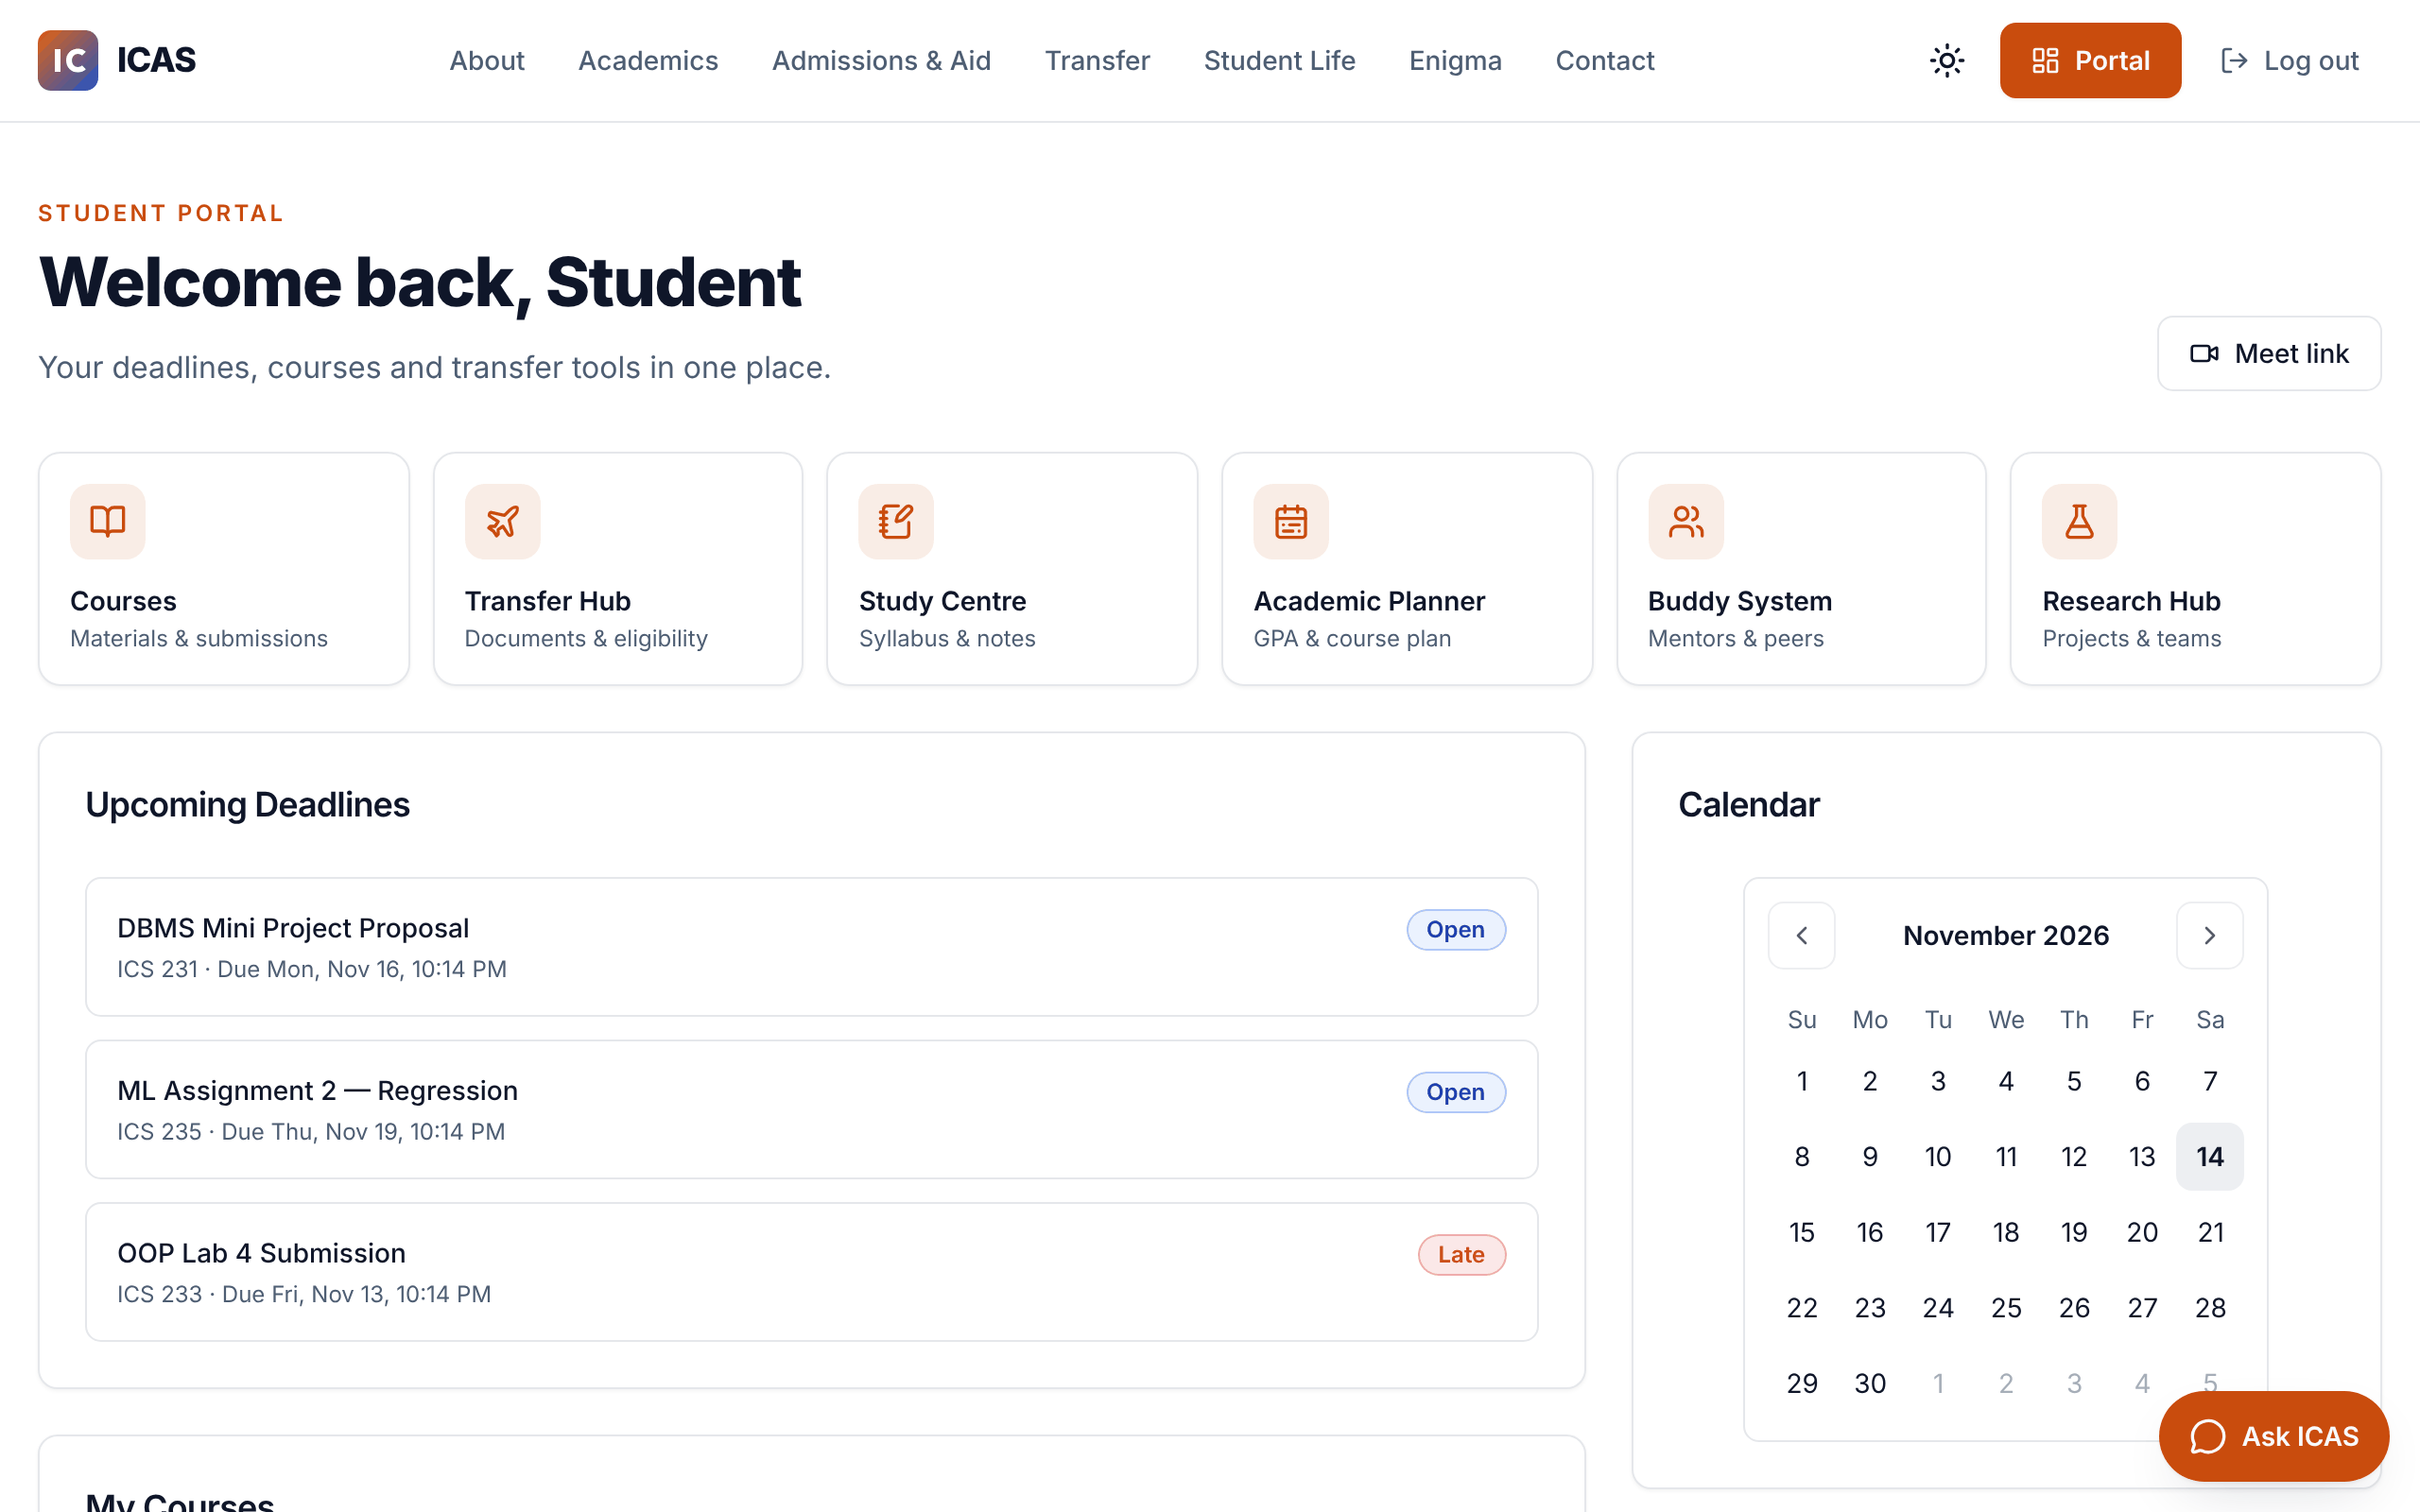 IC ICAS
About
Academics
Admissions & Aid
Transfer
Student Life
Enigma
Contact
Portal
Log out
STUDENT PORTAL
Welcome back, Student
Your deadlines, courses and transfer tools in one place.
Meet link
Courses
Materials & submissions
Transfer Hub
Documents & eligibility
Study Centre
Syllabus & notes
Academic Planner
GPA & course plan
Buddy System
Mentors & peers
Research Hub
Projects & teams
Upcoming Deadlines
DBMS Mini Project Proposal
Open
ICS 231 · Due Mon, Nov 16, 10:14 PM
ML Assignment 2 — Regression
Open
ICS 235 · Due Thu, Nov 19, 10:14 PM
OOP Lab 4 Submission
Late
ICS 233 · Due Fri, Nov 13, 10:14 PM
My Courses
Calendar
November 2026
Su Mo Tu We Th Fr Sa
1 2 3 4 5 6 7
8 9 10 11 12 13 14
15 16 17 18 19 20 21
22 23 24 25 26 27 28
29 30 1 2 3 4 5
Ask ICAS